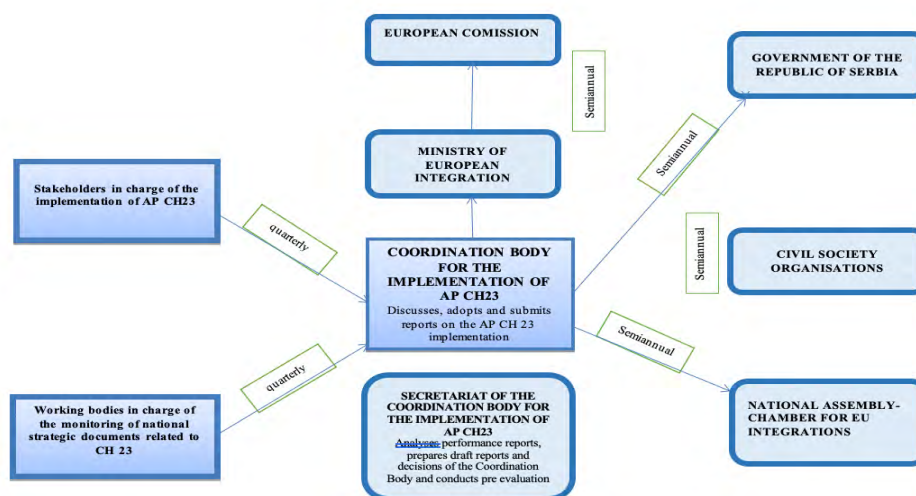 EUROPEAN COMISSION
Semiannual
GOVERNMENT OF THE
REPUBLIC OF SERBIA
MINISTRY OF
EUROPEAN
INTEGRATION
Semiannual
Stakeholders in charge of the
implementation of AP CH23
quarterly
COORDINATION BODY
FOR THE
IMPLEMENTATION OF
AP CH23
Discusses, adopts and submits
reports on the AP CH 23
implementation
Semiannual
CIVIL SOCIETY
ORGANISATIONS
Semiannual
quarterly
Working bodies in charge of
the monitoring of national
strategic documents related to
CH 23
SECRETARIAT OF THE
COORDINATION BODY FOR
THE IMPLEMENTATION OF
AP CH23
Analyses performance reports,
prepares draft reports and
decisions of the Coordination
Body and conducts pre evaluation
NATIONAL ASSEMBLY-
CHAMBER FOR EU
INTEGRATIONS